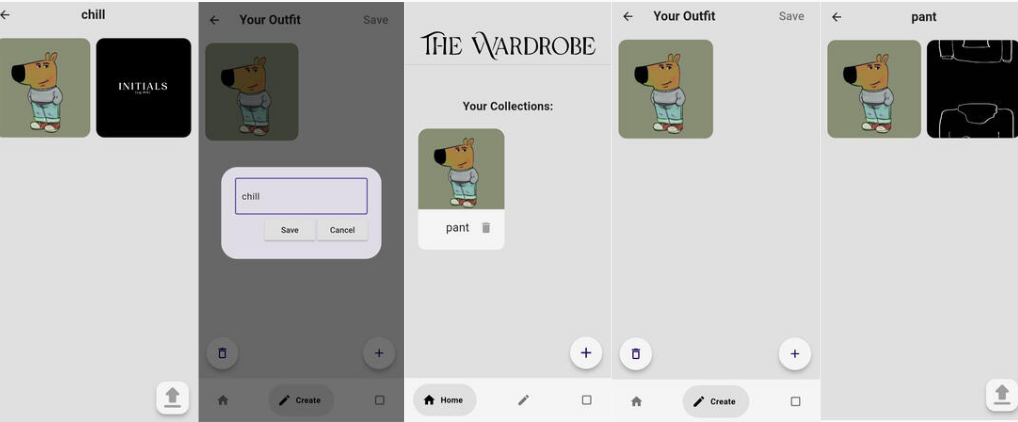 chill
INITIALS
Your Outfit
Save
chill
Save
Cancel
Create
THE WARDROBE
Your Collections:
pant
Home
Your Outfit
Save
Create
pant